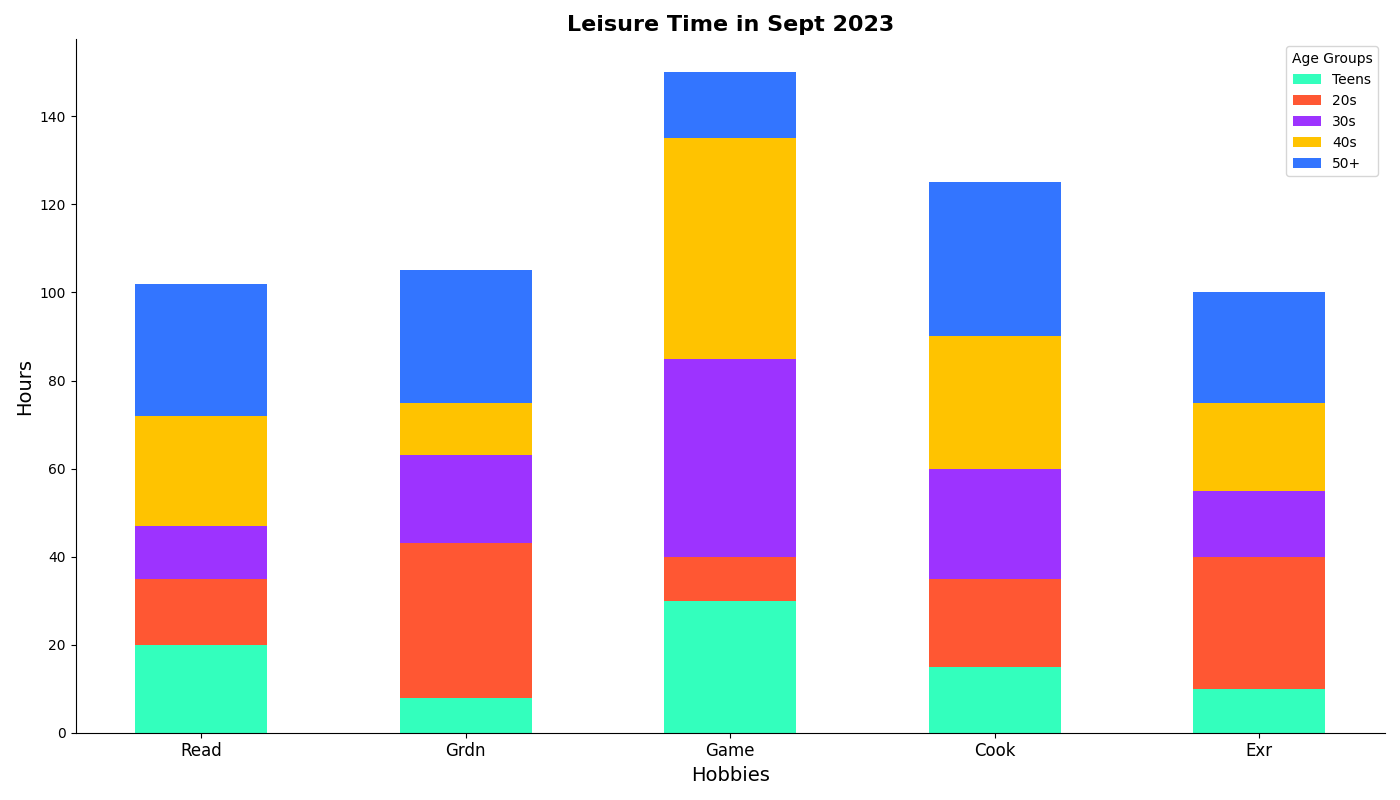 Leisure Time in Sept 2023
Age Groups
Teens
20s
30s
40s
50+
Hours
140
120
100
80
60
40
20
0
Read Grdn Game Cook Exr
Hobbies